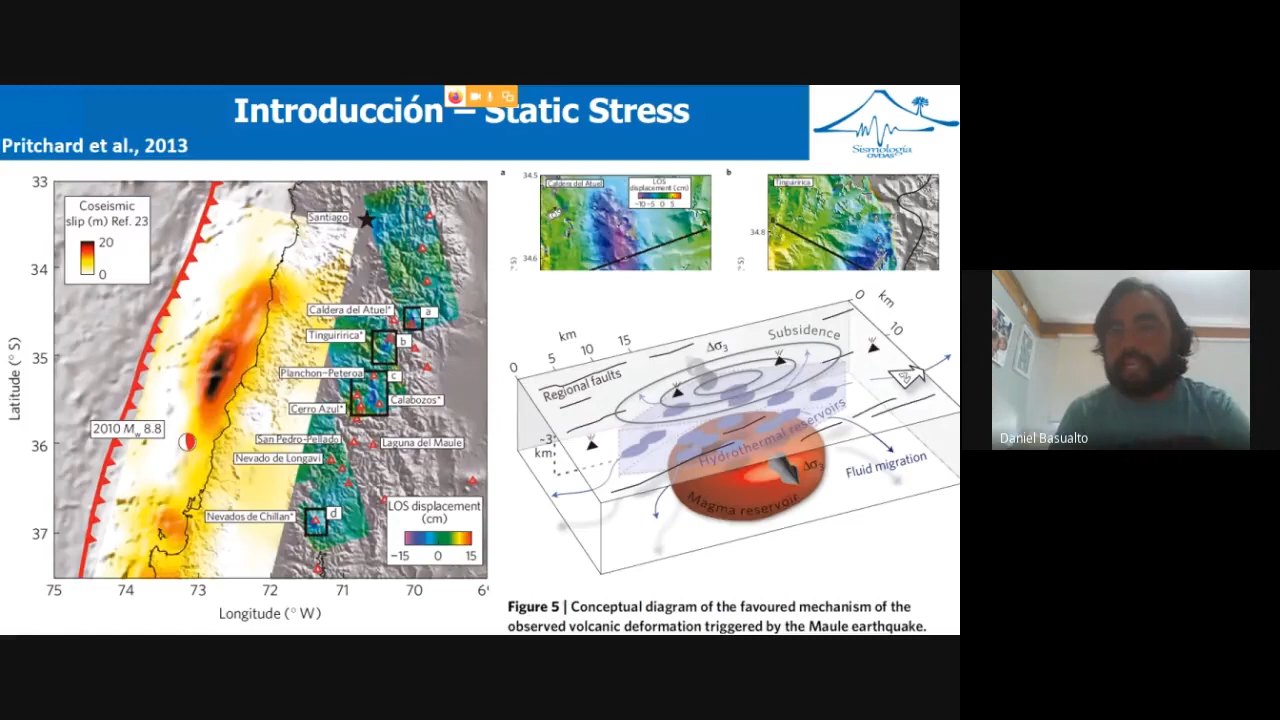 Introducción – Static Stress
Pritchard et al., 2013
Sismología
OVDAS
33
34
35
36
37
Latitude (° S)
75
74
73
72
71
70
Longitude (° W)
Coseismic
slip (m) Ref. 23
20
0
Santiago
Caldera del Atuel*
a
Tinguiririca*
b
Planchon-Peteroa
c
Calabozos*
Cerro Azul*
2010 Mw 8.8
San Pedro-Pellado
Laguna del Maule
Nevado de Longaví
Nevados de Chillan*
d
LOS displacement
(cm)
−15
0
15
a
34.5
34.6
Caldera del Atuel
LOS
displacement (cm)
−10 −5 0 5
b
Tinguiririca
34.8
0
5
10
15
km
0
km
10
Subsidence
Δσ3
Regional faults
~3
km
Hydrothermal reservoirs
Δσ3
Magma reservoir
Fluid migration
Figure 5 | Conceptual diagram of the favoured mechanism of the
observed volcanic deformation triggered by the Maule earthquake.
Daniel Basualto